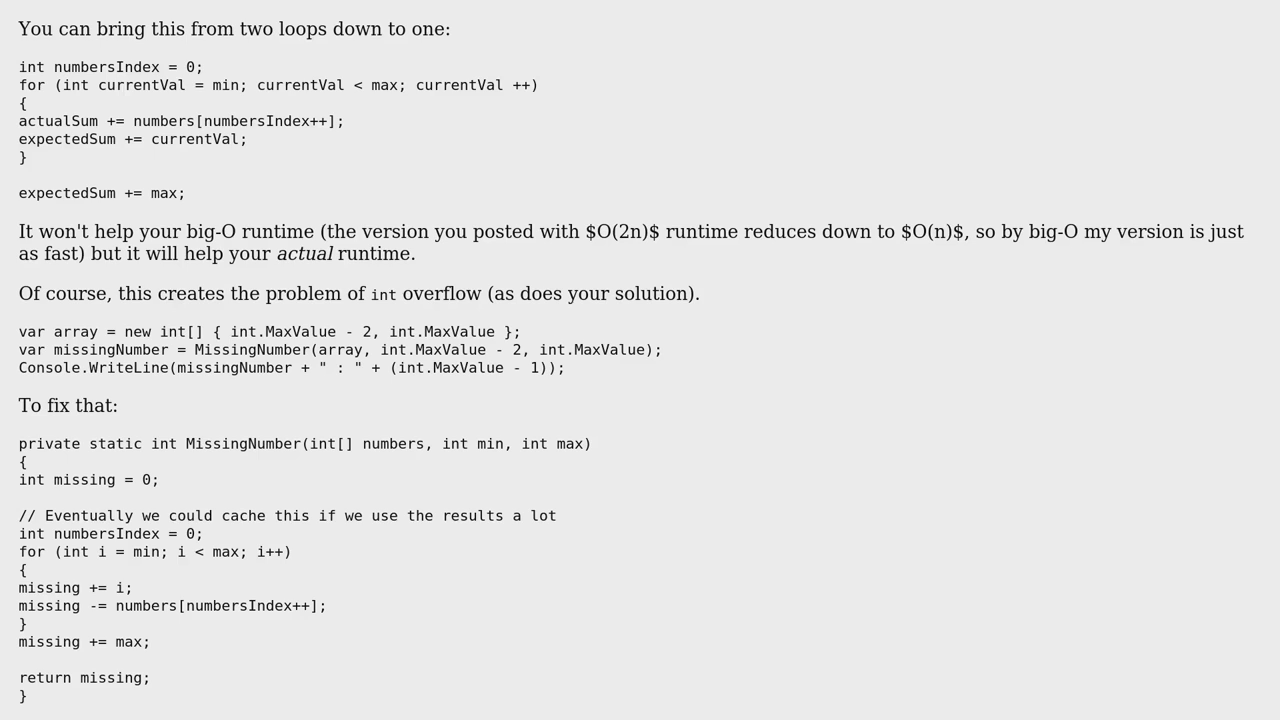 You can bring this from two loops down to one:
int numbersIndex = 0;
for (int currentVal = min; currentVal < max; currentVal ++)
{
actualSum += numbers[numbersIndex++];
expectedSum += currentVal;
}
expectedSum += max;
It won't help your big-O runtime (the version you posted with $O(2n)$ runtime reduces down to $O(n)$, so by big-O my version is just
as fast) but it will help your actual runtime.
Of course, this creates the problem of int overflow (as does your solution).
var array = new int[] { int.MaxValue - 2, int.MaxValue };
var missingNumber = MissingNumber(array, int.MaxValue - 2, int.MaxValue);
Console.WriteLine(missingNumber + " : " + (int.MaxValue - 1));
To fix that:
private static int MissingNumber(int[] numbers, int min, int max)
{
int missing = 0;
// Eventually we could cache this if we use the results a lot
int numbersIndex = 0;
for (int i = min; i < max; i++)
{
missing += i;
missing -= numbers[numbersIndex++];
}
missing += max;
return missing;
}